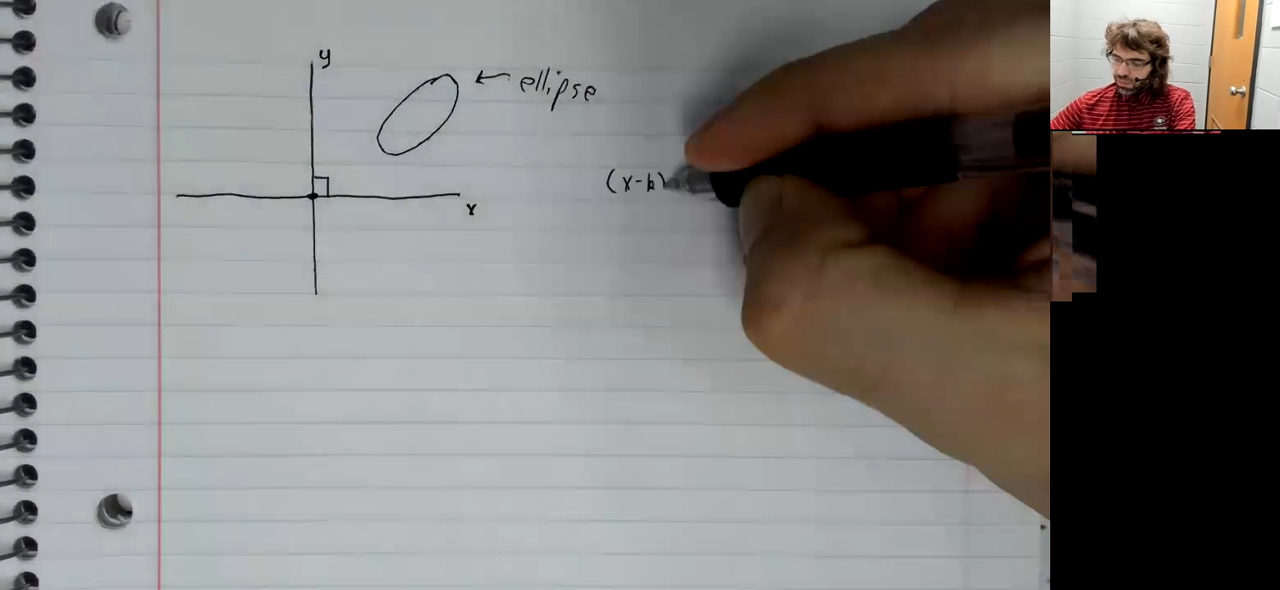 y
← ellipse
(x-h)
x